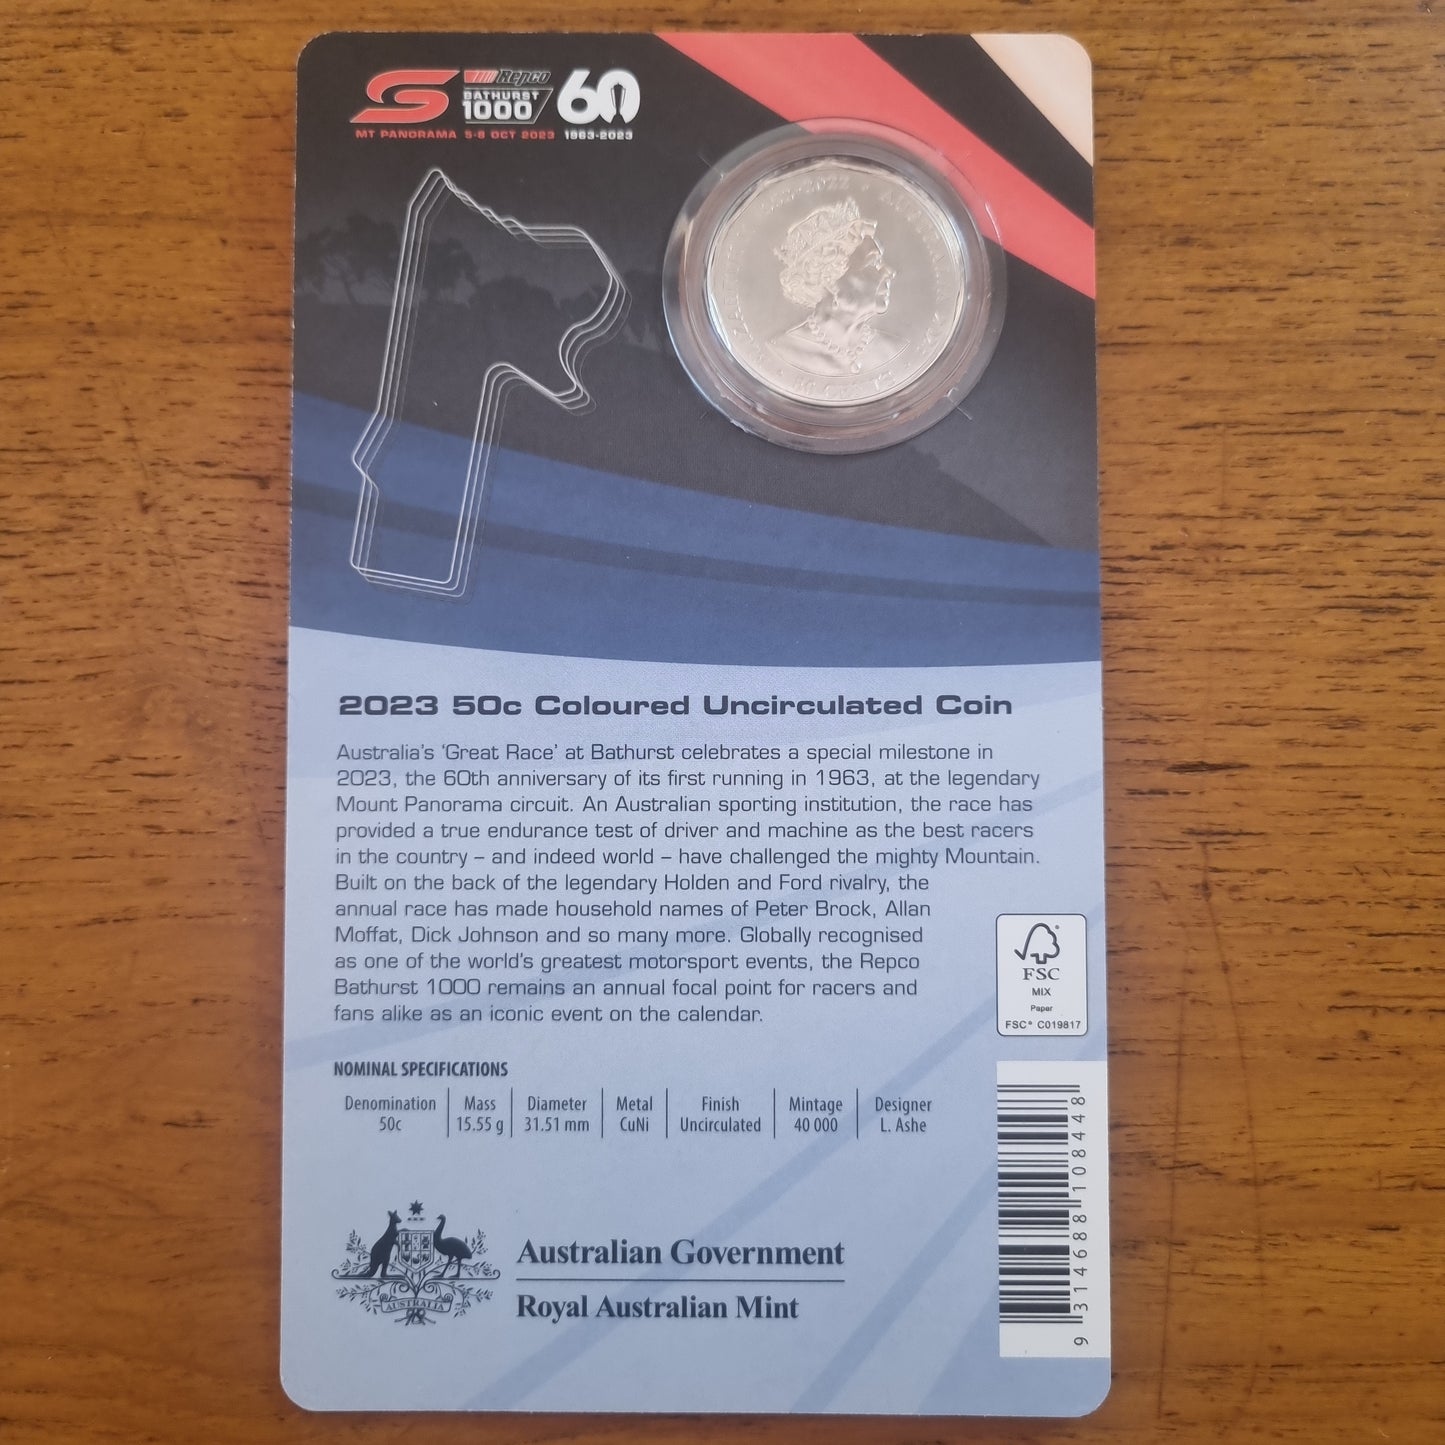 Repco
BATHURST
1000
60
MT PANORAMA 5-8 OCT 2023 1963-2023
2023 50c Coloured Uncirculated Coin
Australia's 'Great Race' at Bathurst celebrates a special milestone in
2023, the 60th anniversary of its first running in 1963, at the legendary
Mount Panorama circuit. An Australian sporting institution, the race has
provided a true endurance test of driver and machine as the best racers
in the country – and indeed world – have challenged the mighty Mountain.
Built on the back of the legendary Holden and Ford rivalry, the
annual race has made household names of Peter Brock, Allan
Moffat, Dick Johnson and so many more. Globally recognised
as one of the world's greatest motorsport events, the Repco
Bathurst 1000 remains an annual focal point for racers and
fans alike as an iconic event on the calendar.
FSC
MIX
Paper
FSC® C019817
NOMINAL SPECIFICATIONS
Denomination Mass Diameter Metal Finish Mintage Designer
50c 15.55 g 31.51 mm CuNi Uncirculated 40 000 L. Ashe
AUSTRALIA
Australian Government
Royal Australian Mint
9 314688 108448